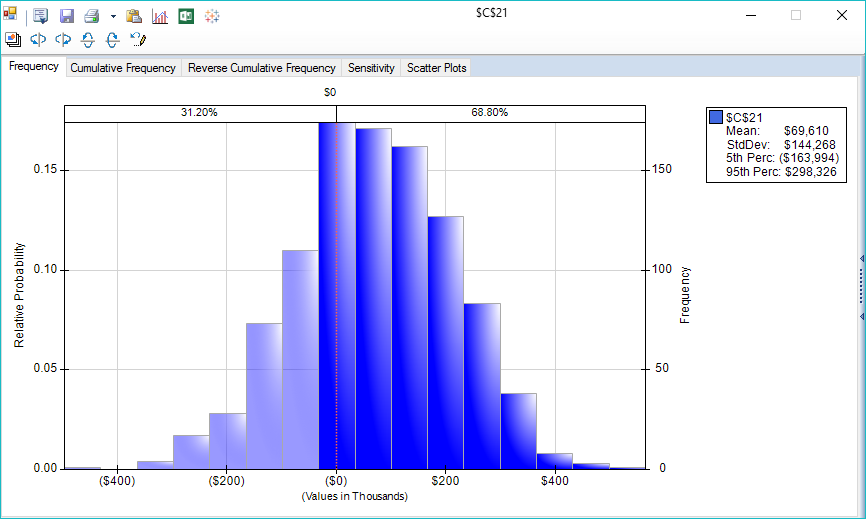 $C$21
Frequency
Cumulative Frequency
Reverse Cumulative Frequency
Sensitivity
Scatter Plots
$0
31.20%
68.80%
$C$21
Mean: $69,610
StdDev: $144,268
5th Perc: ($163,994)
95th Perc: $298,326
Relative Probability
0.15
0.10
0.05
0.00
150
100
50
0
Frequency
($400)
($200)
($0)
$200
$400
(Values in Thousands)